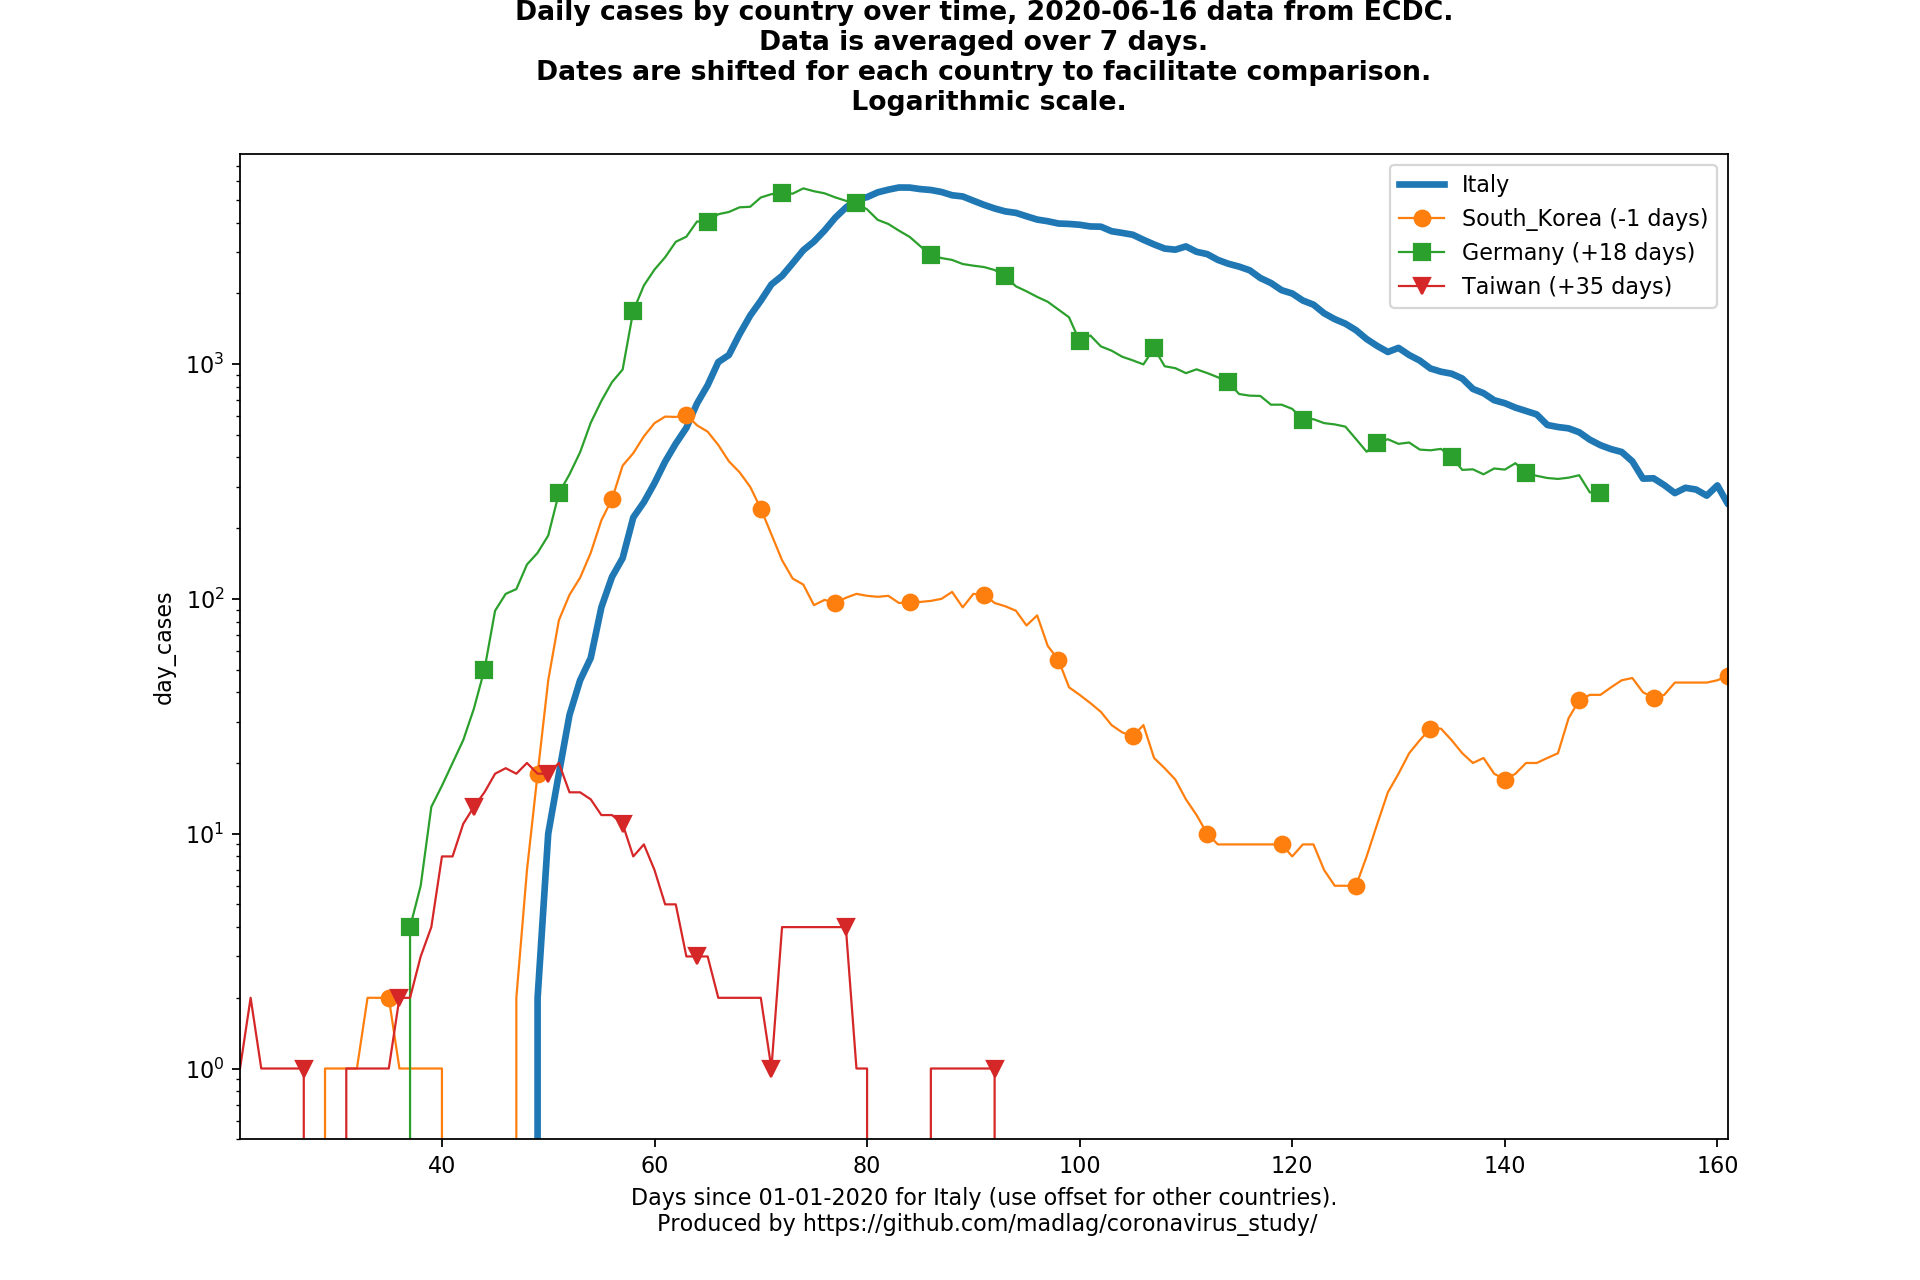 Daily cases by country over time, 2020-06-16 data from ECDC.
Data is averaged over 7 days.
Dates are shifted for each country to facilitate comparison.
Logarithmic scale.
Italy
South_Korea (-1 days)
Germany (+18 days)
Taiwan (+35 days)
10³
10²
10¹
10⁰
day_cases
40 60 80 100 120 140 160
Days since 01-01-2020 for Italy (use offset for other countries).
Produced by https://github.com/madlag/coronavirus_study/